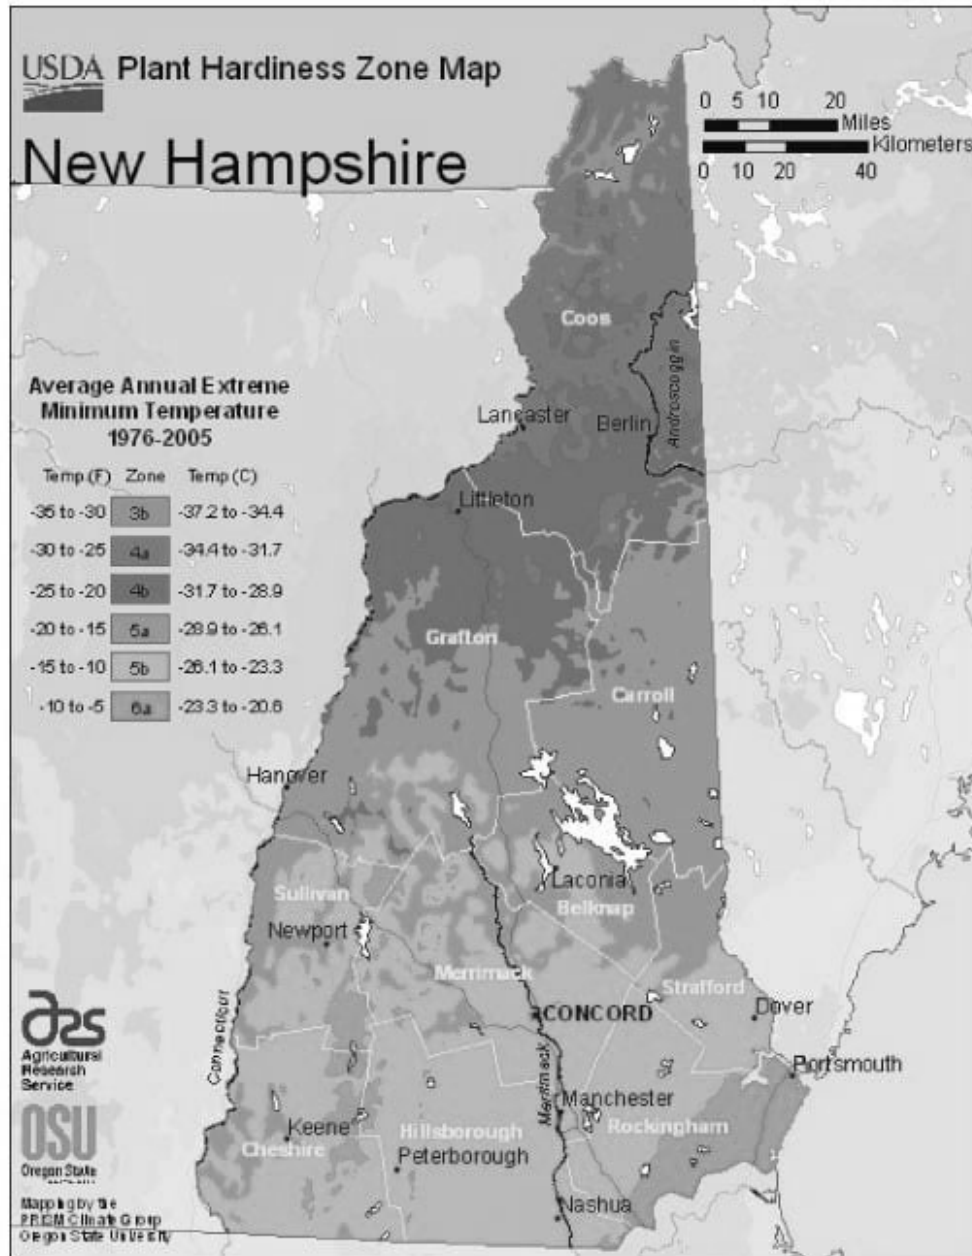 USDA Plant Hardiness Zone Map
New Hampshire
0 5 10 20
Miles
Kilometers
0 10 20 40
Coos
Androscoggin
Average Annual Extreme
Minimum Temperature
1976-2005
Lancaster
Berlin
Temp (F) Zone Temp (C)
-35 to -30 3b -37.2 to -34.4
-30 to -25 4a -34.4 to -31.7
-25 to -20 4b -31.7 to -28.9
-20 to -15 5a -28.9 to -26.1
-15 to -10 5b -26.1 to -23.3
-10 to -5 6a -23.3 to -20.6
Littleton
Grafton
Carroll
Hanover
Laconia
Sullivan
Belknap
Newport
Merrimack
Strafford
CONCORD
Dover
Connecticut
Merrimack
Portsmouth
Manchester
Keene
Hillsborough
Rockingham
Cheshire
Peterborough
Nashua
ars
Agricultural
Research
Service
OSU
Oregon State
Mapping by the
PRISM Climate Group
Oregon State University